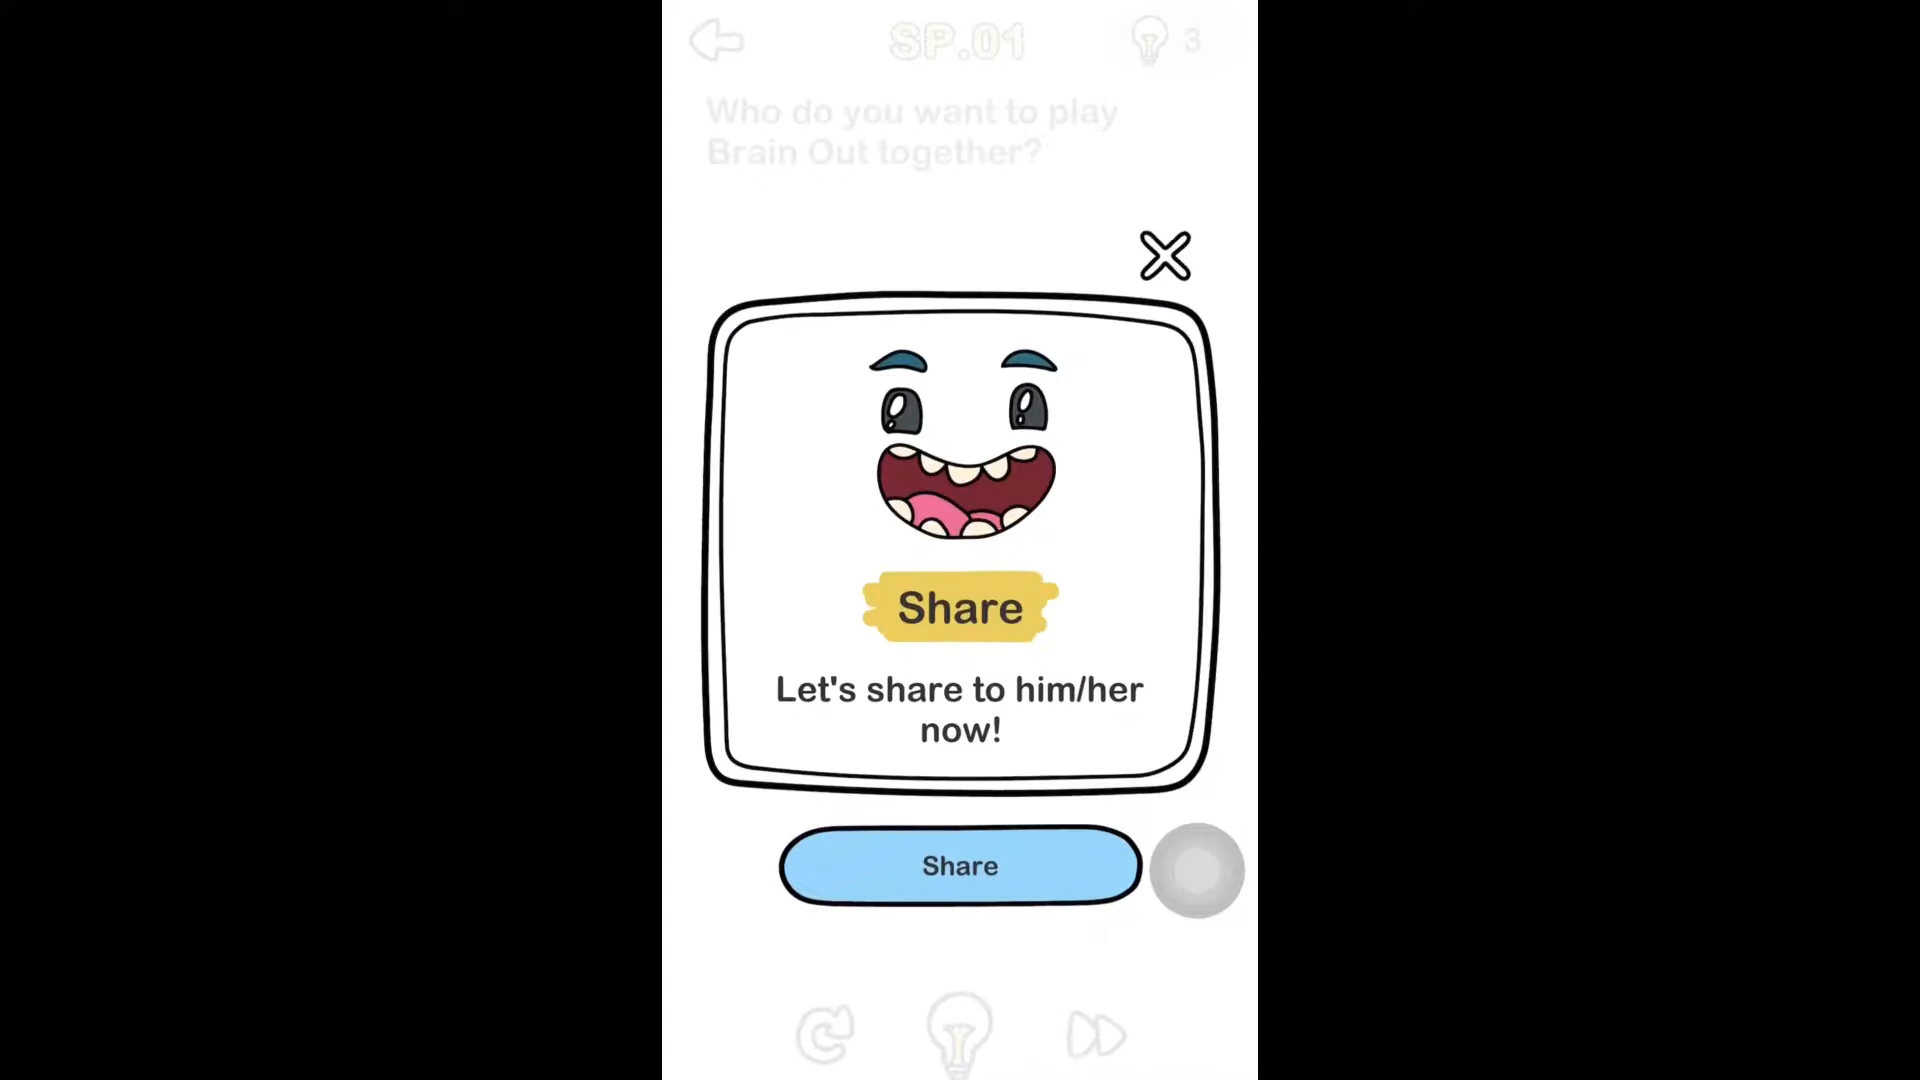 SP.01
3
Who do you want to play
Brain Out together?
Share
Let's share to him/her
now!
Share